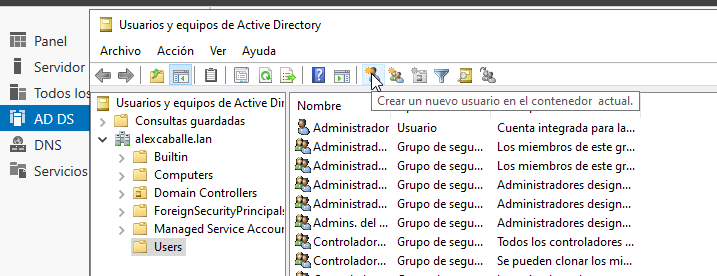 Usuarios y equipos de Active Directory
Archivo Acción Ver Ayuda
Panel
Servidor
Todos los
AD DS
DNS
Servicios
Crear un nuevo usuario en el contenedor actual.
Usuarios y equipos de Active Directory
Consultas guardadas
alexcaballe.lan
Builtin
Computers
Domain Controllers
ForeignSecurityPrincipals
Managed Service Accou
Users
Nombre
Administrador Usuario Cuenta integrada para la...
Administrad... Grupo de segu... Los miembros de este gr...
Administrad... Grupo de segu... Los miembros de este gr...
Administrad... Grupo de segu... Administradores design...
Administrad... Grupo de segu... Administradores design...
Admins. del ... Grupo de segu... Administradores design...
Controlador... Grupo de segu... Todos los controladores ...
Controlador... Grupo de segu... Se pueden clonar los mi...